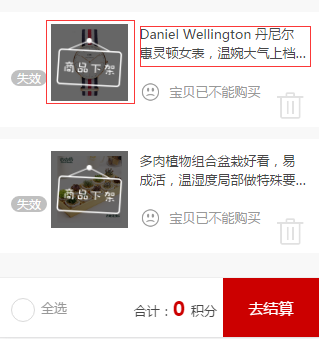 Daniel Wellington 丹尼尔
失效
商品下架
惠灵顿女表，温婉大气上档...
宝贝已不能购买
失效
商品下架
多肉植物组合盆栽好看，易
成活，温湿度局部做特殊要...
宝贝已不能购买
全选
合计：0 积分
去结算